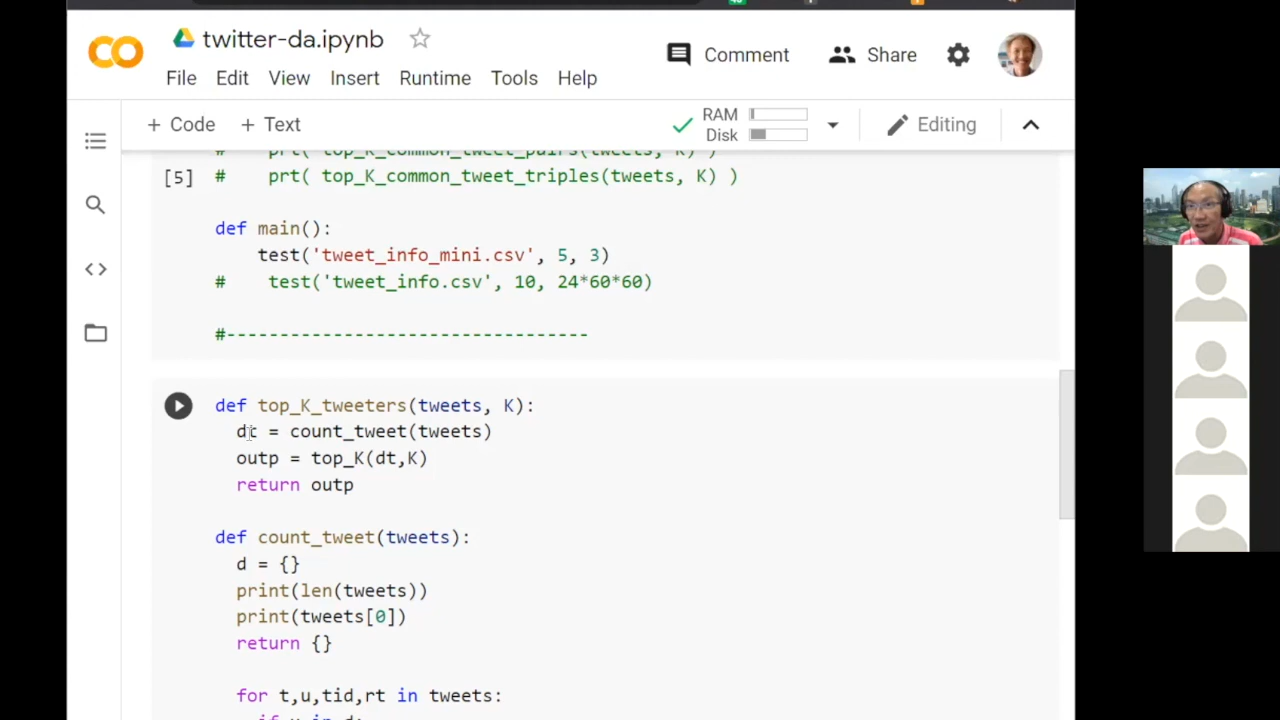 twitter-da.ipynb
Comment
Share
File Edit View Insert Runtime Tools Help
+ Code + Text
RAM
Disk
Editing
# prt( top_K_common_tweet_pairs(tweets, K) )
[5] # prt( top_K_common_tweet_triples(tweets, K) )
def main():
test('tweet_info_mini.csv', 5, 3)
# test('tweet_info.csv', 10, 24*60*60)
#----------------------------------
def top_K_tweeters(tweets, K):
dt = count_tweet(tweets)
outp = top_K(dt,K)
return outp
def count_tweet(tweets):
d = {}
print(len(tweets))
print(tweets[0])
return {}
for t,u,tid,rt in tweets:
if u in d: